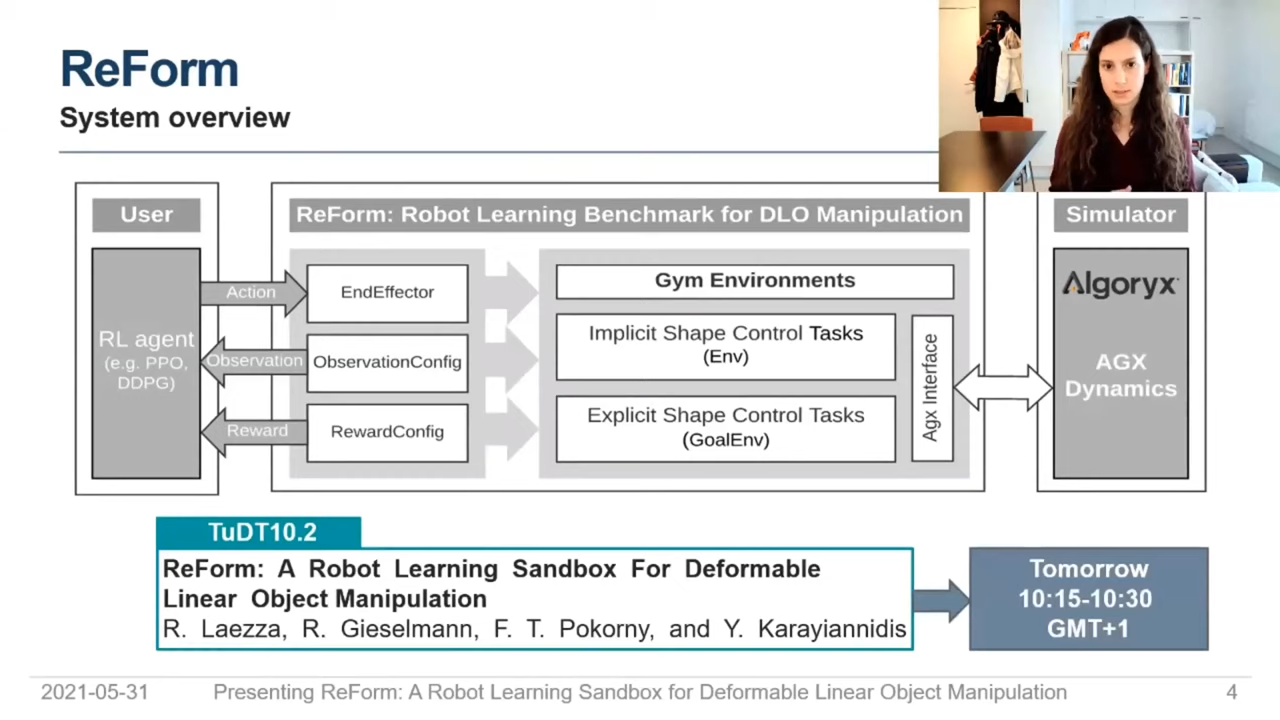 ReForm
System overview
User
ReForm: Robot Learning Benchmark for DLO Manipulation
Simulator
RL agent
(e.g. PPO,
DDPG)
Action
Observation
Reward
EndEffector
ObservationConfig
RewardConfig
Gym Environments
Implicit Shape Control Tasks
(Env)
Explicit Shape Control Tasks
(GoalEnv)
Agx Interface
Algoryx
AGX
Dynamics
TuDT10.2
ReForm: A Robot Learning Sandbox For Deformable
Linear Object Manipulation
R. Laezza, R. Gieselmann, F. T. Pokorny, and Y. Karayiannidis
Tomorrow
10:15-10:30
GMT+1
2021-05-31
Presenting ReForm: A Robot Learning Sandbox for Deformable Linear Object Manipulation
4